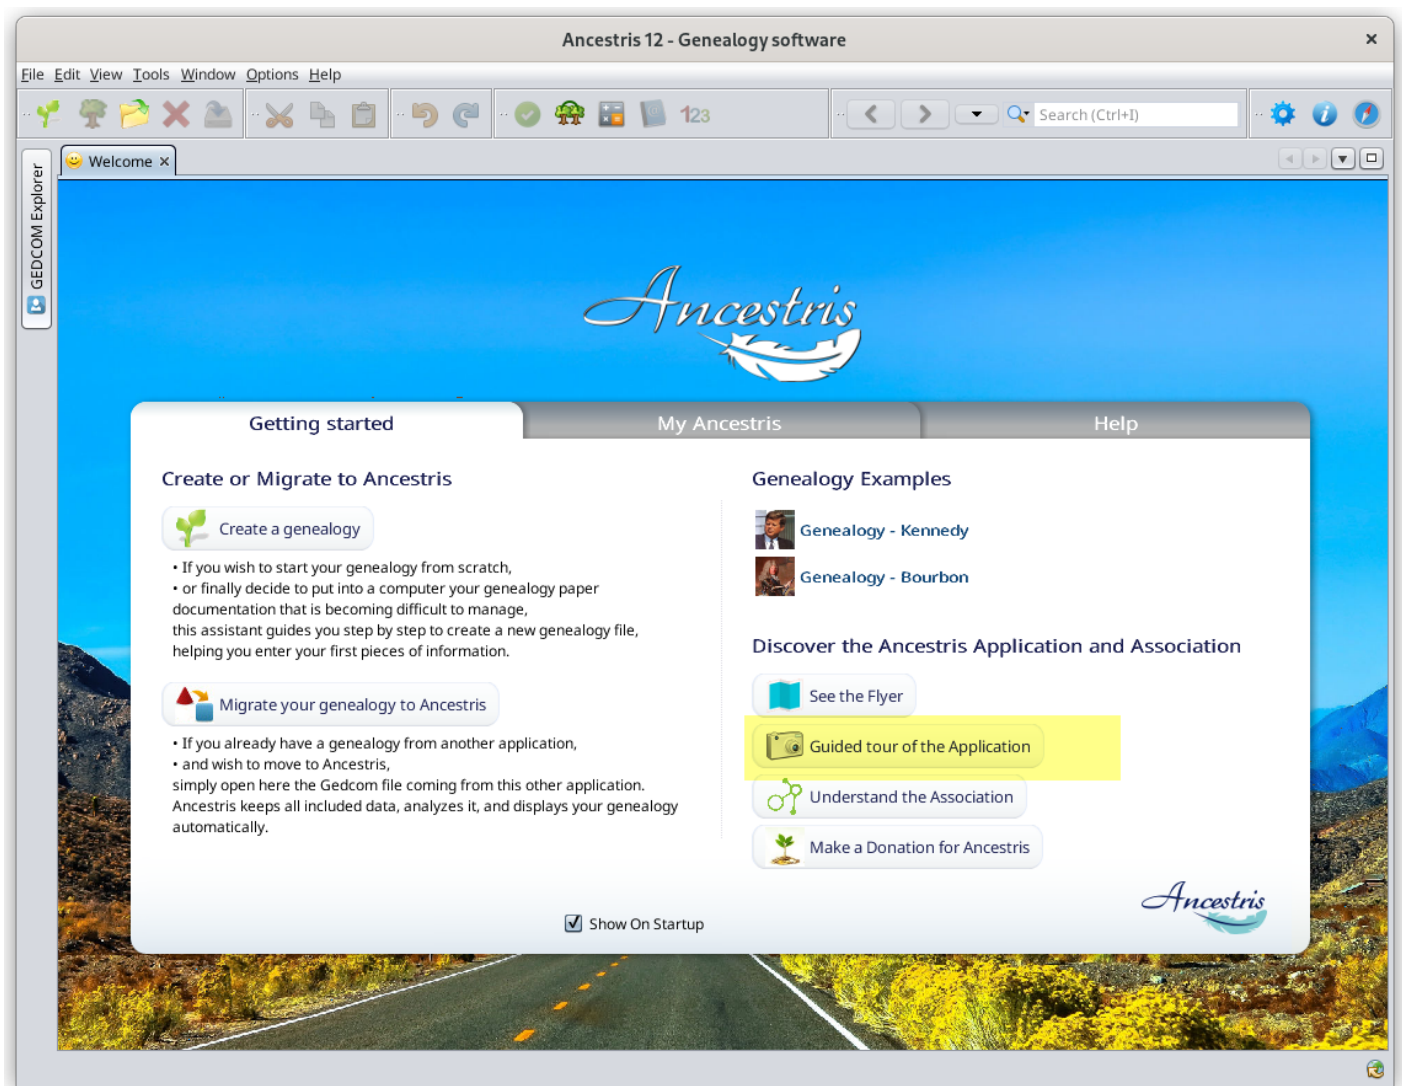 Ancestris 12 - Genealogy software
File Edit View Tools Window Options Help
123
Search (Ctrl+I)
GEDCOM Explorer
Welcome
Ancestris
Getting started
My Ancestris
Help
Create or Migrate to Ancestris
Create a genealogy
• If you wish to start your genealogy from scratch,
• or finally decide to put into a computer your genealogy paper
documentation that is becoming difficult to manage,
this assistant guides you step by step to create a new genealogy file,
helping you enter your first pieces of information.
Migrate your genealogy to Ancestris
• If you already have a genealogy from another application,
• and wish to move to Ancestris,
simply open here the Gedcom file coming from this other application.
Ancestris keeps all included data, analyzes it, and displays your genealogy
automatically.
Genealogy Examples
Genealogy - Kennedy
Genealogy - Bourbon
Discover the Ancestris Application and Association
See the Flyer
Guided tour of the Application
Understand the Association
Make a Donation for Ancestris
Ancestris
Show On Startup